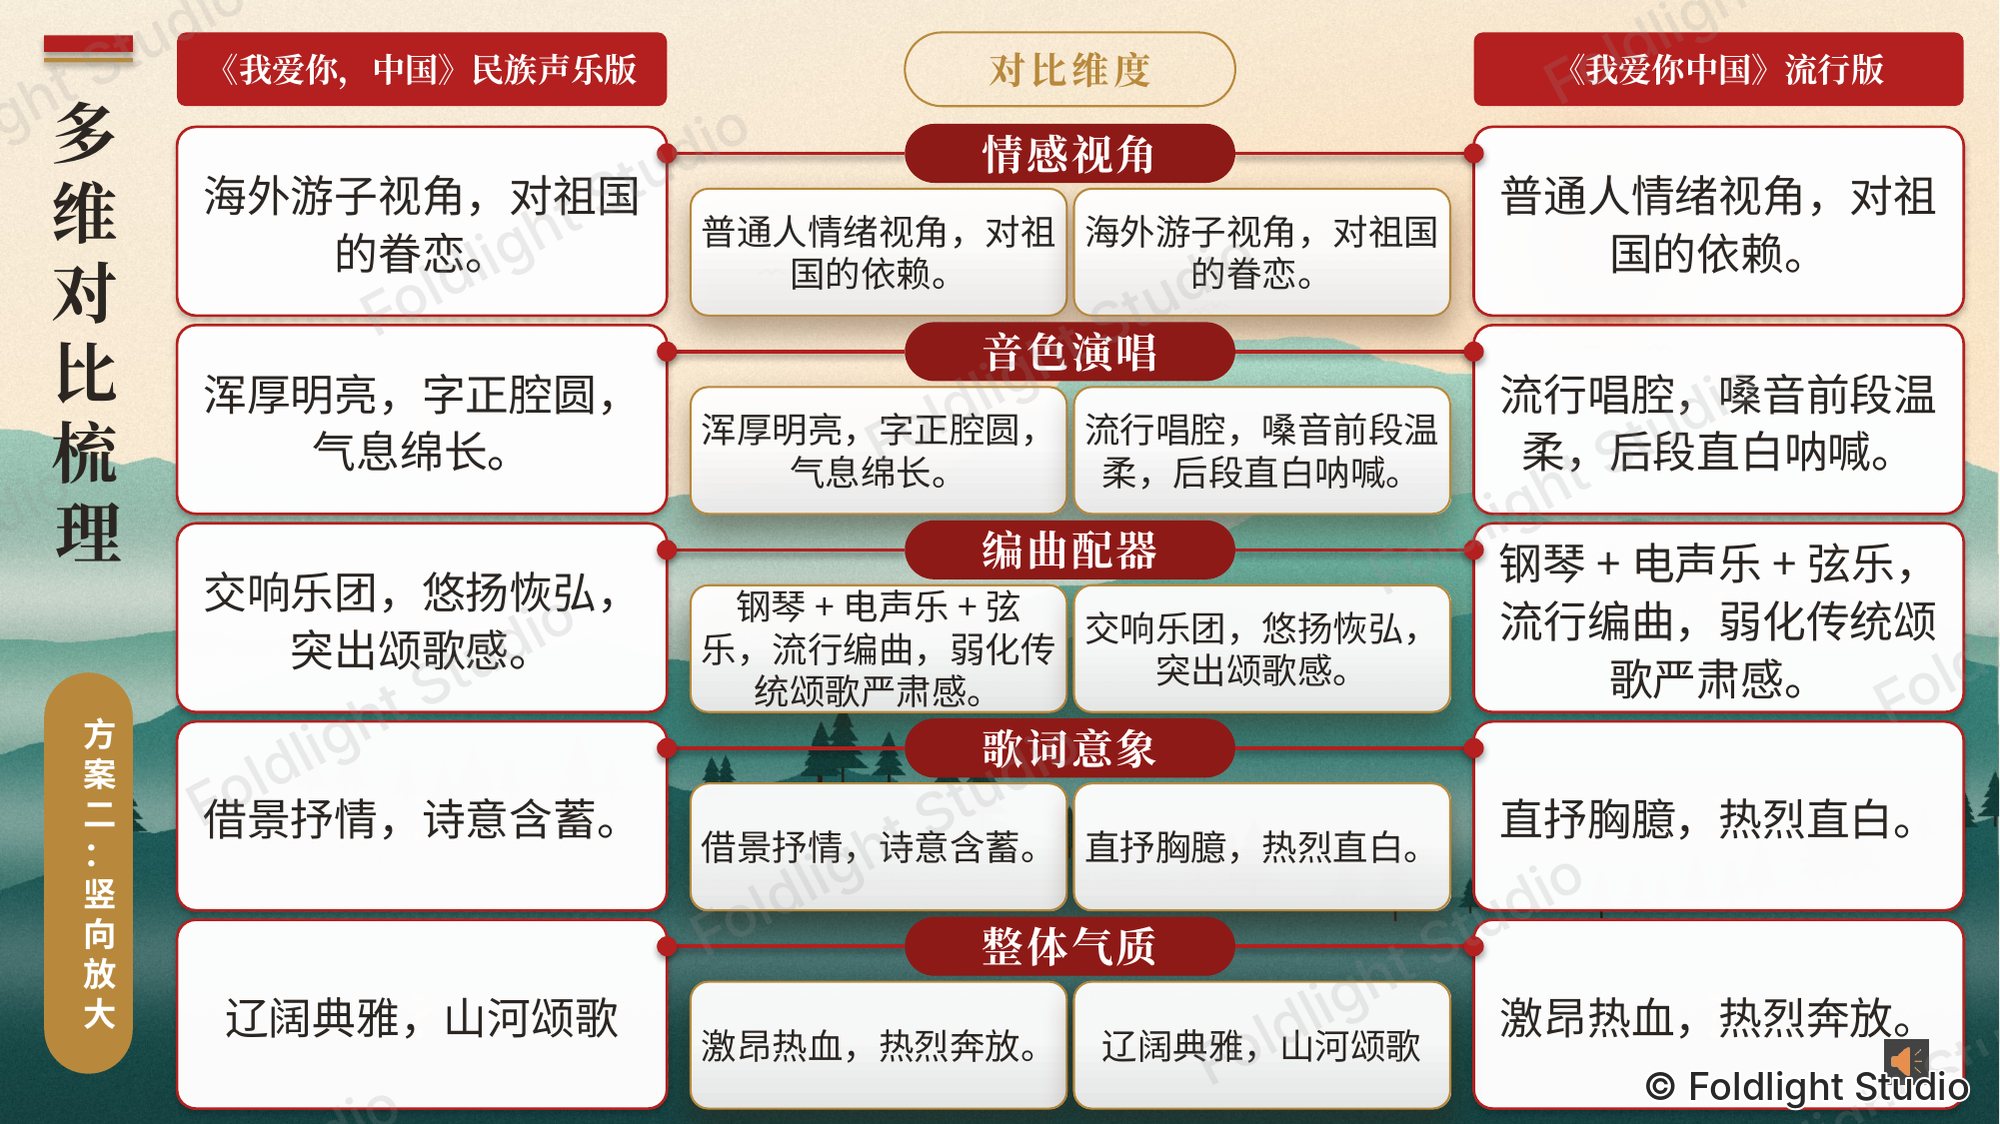 多维对比梳理
方案二：竖向放大
《我爱你，中国》民族声乐版
对比维度
《我爱你中国》流行版
情感视角
海外游子视角，对祖国
的眷恋。
普通人情绪视角，对祖
国的依赖。
海外游子视角，对祖国
的眷恋。
普通人情绪视角，对祖
国的依赖。
音色演唱
浑厚明亮，字正腔圆，
气息绵长。
浑厚明亮，字正腔圆，
气息绵长。
流行唱腔，嗓音前段温
柔，后段直白呐喊。
流行唱腔，嗓音前段温
柔，后段直白呐喊。
编曲配器
交响乐团，悠扬恢弘，
突出颂歌感。
钢琴 + 电声乐 + 弦
乐，流行编曲，弱化传
统颂歌严肃感。
交响乐团，悠扬恢弘，
突出颂歌感。
钢琴 + 电声乐 + 弦乐，
流行编曲，弱化传统颂
歌严肃感。
歌词意象
借景抒情，诗意含蓄。
借景抒情，诗意含蓄。
直抒胸臆，热烈直白。
直抒胸臆，热烈直白。
整体气质
辽阔典雅，山河颂歌
激昂热血，热烈奔放。
辽阔典雅，山河颂歌
激昂热血，热烈奔放。
© Foldlight Studio